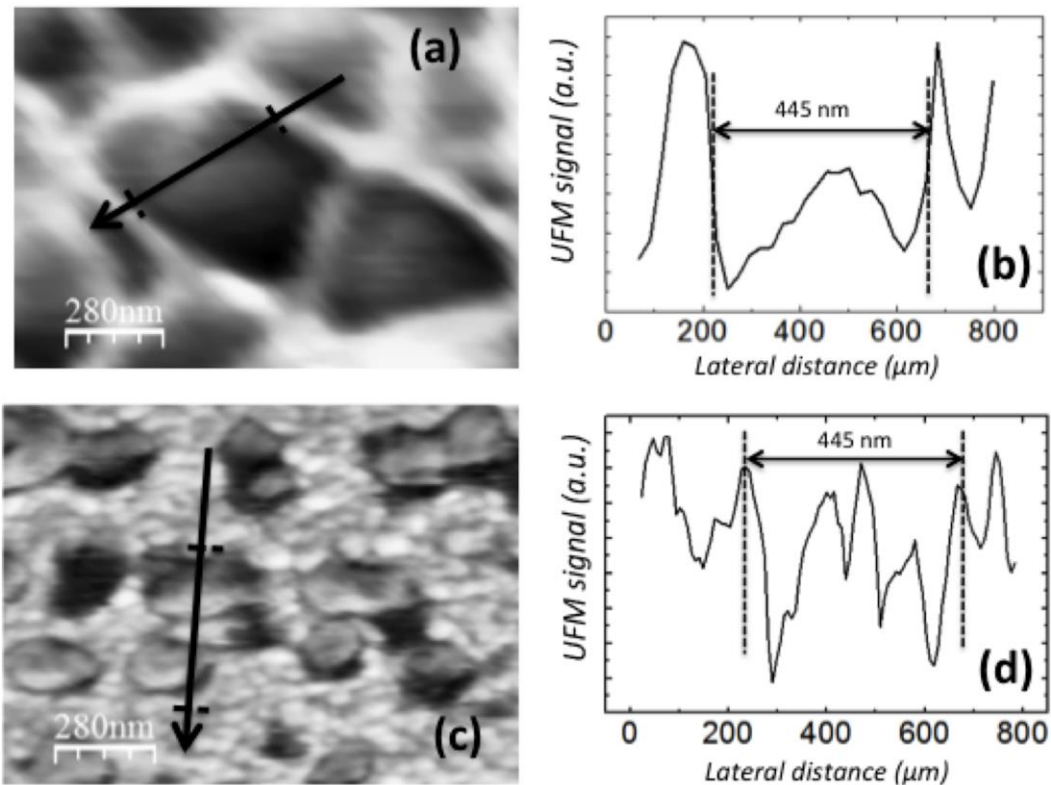 (a)
280nm
UFM signal (a.u.)
445 nm
(b)
0 200 400 600 800
Lateral distance (μm)
(c)
280nm
UFM signal (a.u.)
445 nm
(d)
0 200 400 600 800
Lateral distance (μm)